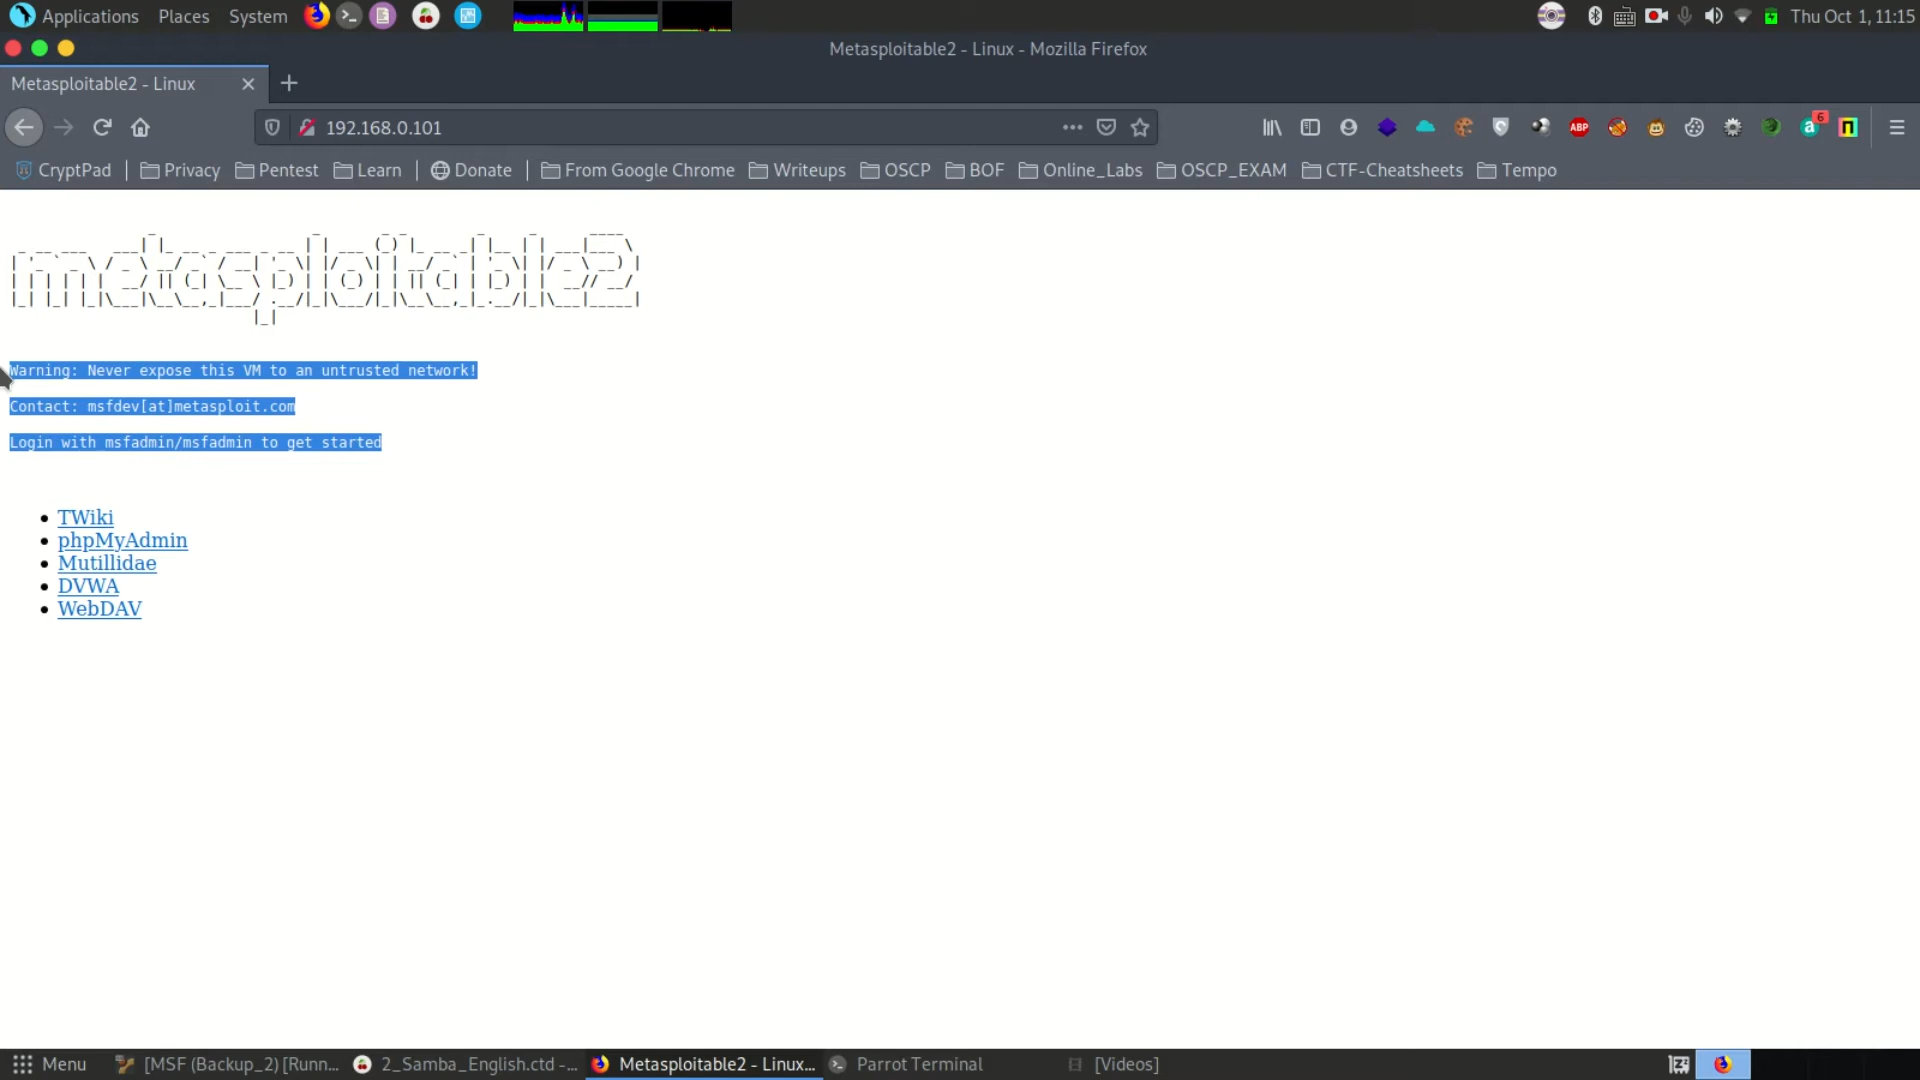 Applications Places System Thu Oct 1, 11:15
Metasploitable2 - Linux - Mozilla Firefox
Metasploitable2 - Linux
192.168.0.101
ABP 6
CryptPad Privacy Pentest Learn Donate From Google Chrome Writeups OSCP BOF Online_Labs OSCP_EXAM CTF-Cheatsheets Tempo
metasploitable2
Warning: Never expose this VM to an untrusted network!
Contact: msfdev[at]metasploit.com
Login with msfadmin/msfadmin to get started
TWiki
phpMyAdmin
Mutillidae
DVWA
WebDAV
Menu [MSF (Backup_2) [Runn... 2_Samba_English.ctd -... Metasploitable2 - Linux... Parrot Terminal [Videos]